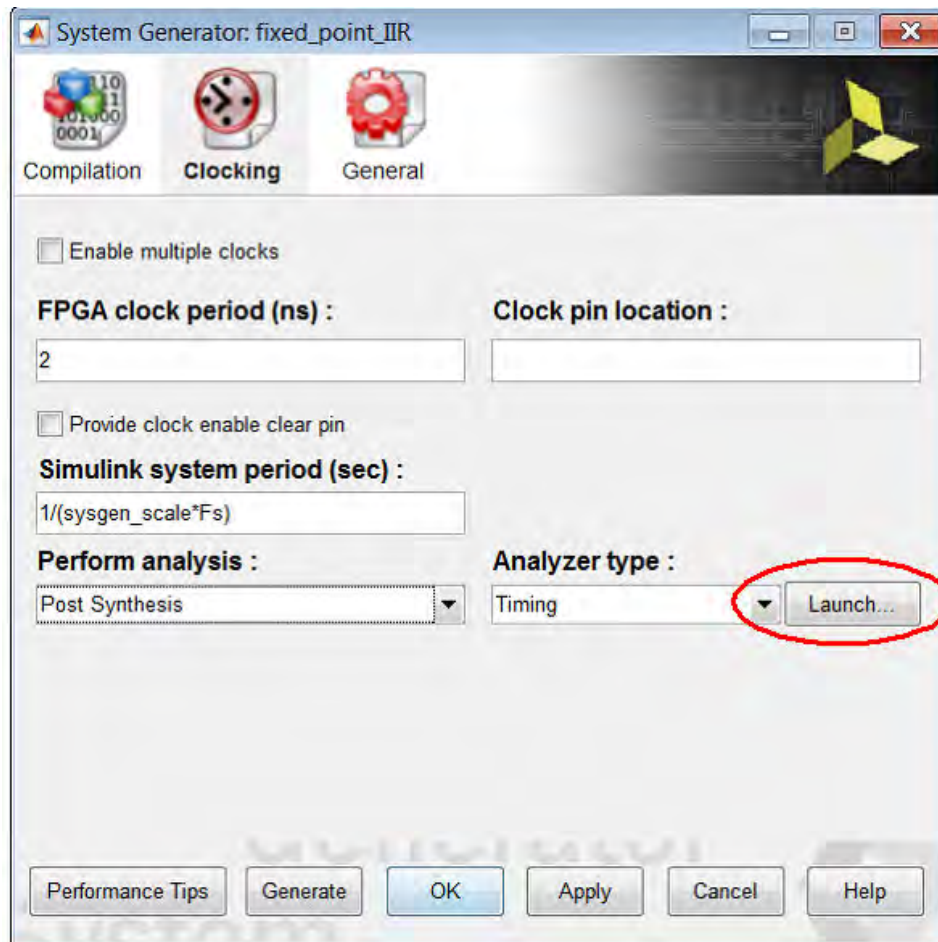 System Generator: fixed_point_IIR
Compilation Clocking General
Enable multiple clocks
FPGA clock period (ns) : Clock pin location :
2
Provide clock enable clear pin
Simulink system period (sec) :
1/(sysgen_scale*Fs)
Perform analysis : Analyzer type :
Post Synthesis Timing Launch...
Performance Tips Generate OK Apply Cancel Help